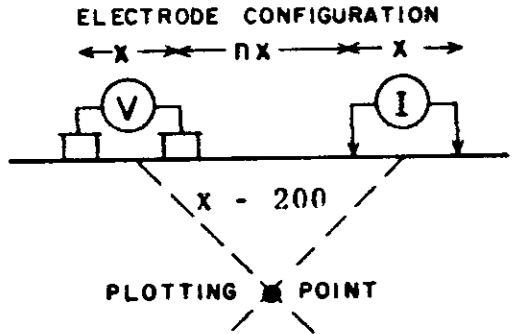 ELECTRODE CONFIGURATION
x nx x
V I
x - 200
PLOTTING POINT